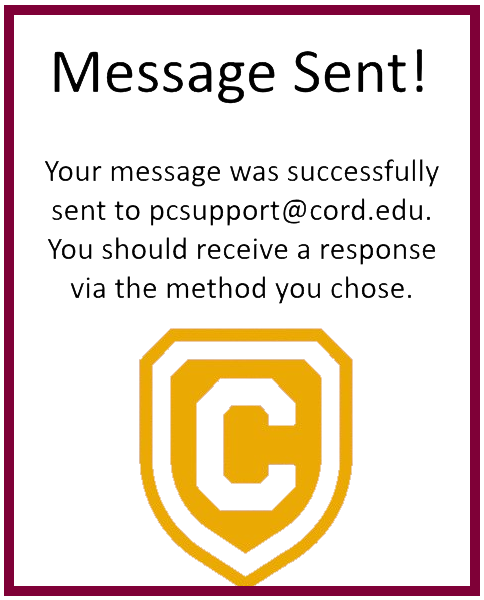 Message Sent!
Your message was successfully
sent to pcsupport@cord.edu.
You should receive a response
via the method you chose.
C